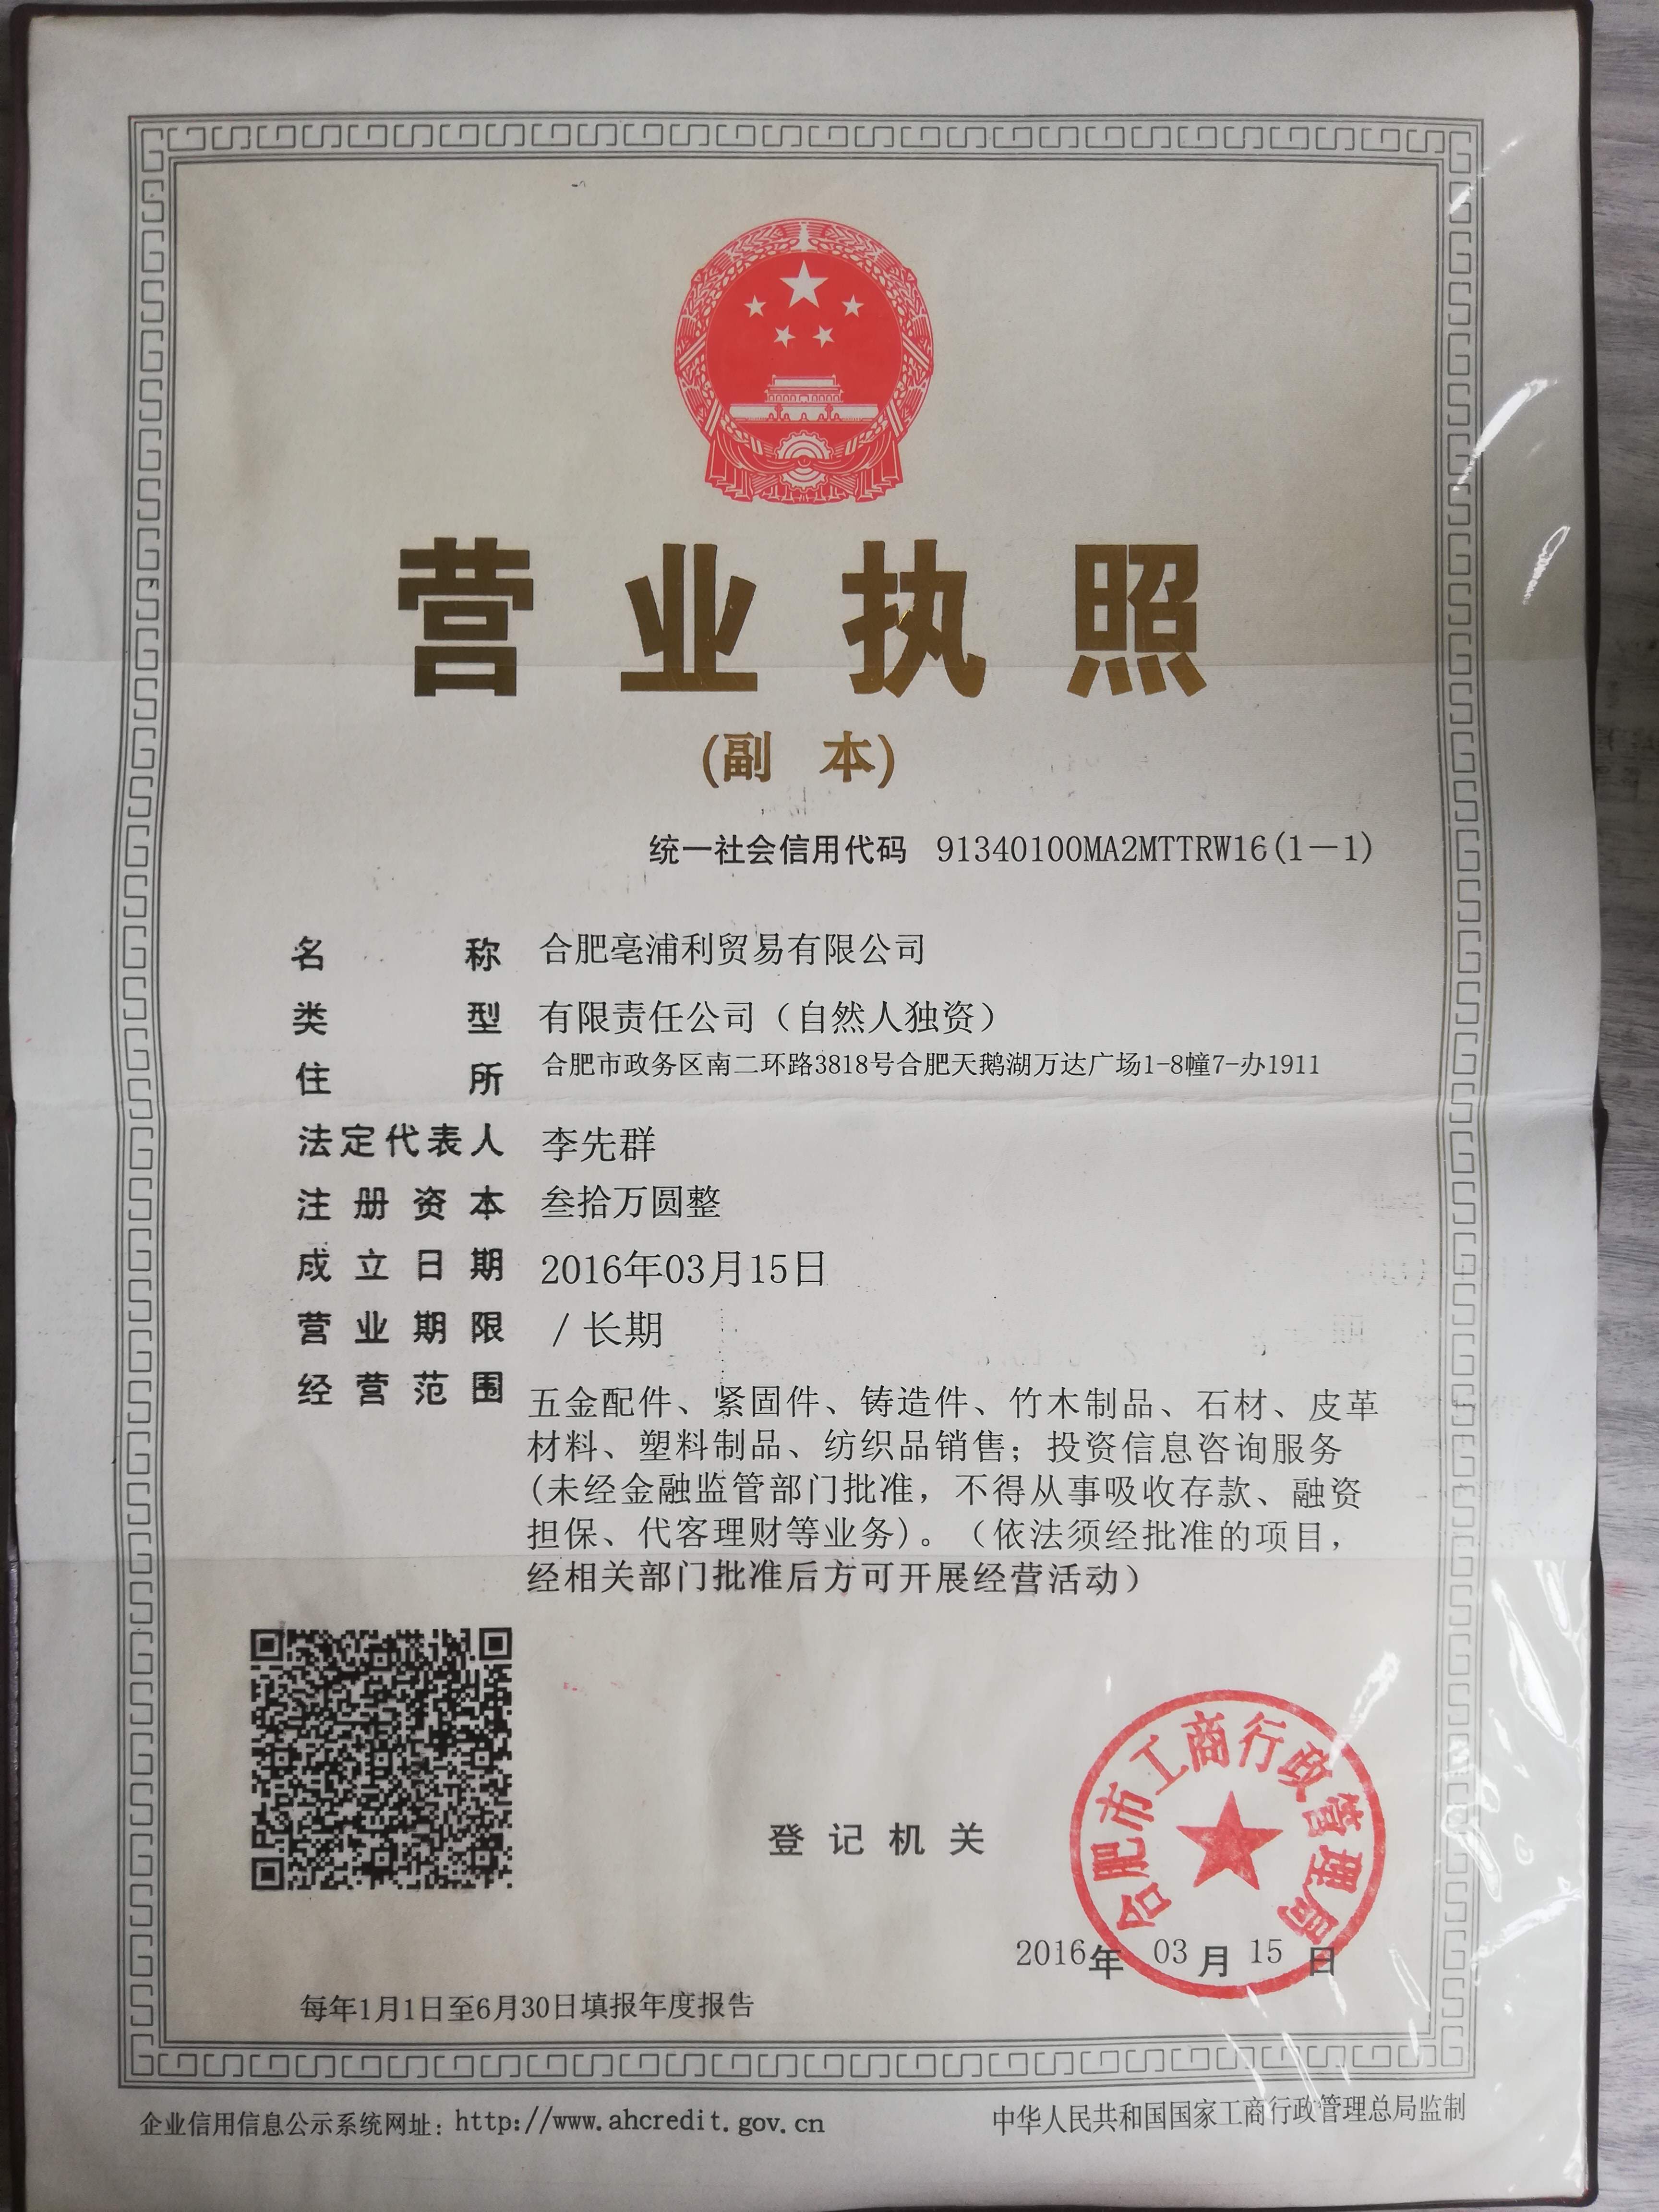 营业执照
(副 本)
统一社会信用代码 91340100MA2MTTRW16(1-1)
名称 合肥亳浦利贸易有限公司
类型 有限责任公司（自然人独资）
住所 合肥市政务区南二环路3818号合肥天鹅湖万达广场1-8幢7-办1911
法定代表人 李先群
注册资本 叁拾万圆整
成立日期 2016年03月15日
营业期限 /长期
经营范围 五金配件、紧固件、铸造件、竹木制品、石材、皮革
材料、塑料制品、纺织品销售；投资信息咨询服务
(未经金融监管部门批准，不得从事吸收存款、融资
担保、代客理财等业务)。（依法须经批准的项目，
经相关部门批准后方可开展经营活动）
合肥市工商行政管理局
登记机关
2016年 03月 15日
每年1月1日至6月30日填报年度报告
企业信用信息公示系统网址：http://www.ahcredit.gov.cn
中华人民共和国国家工商行政管理总局监制